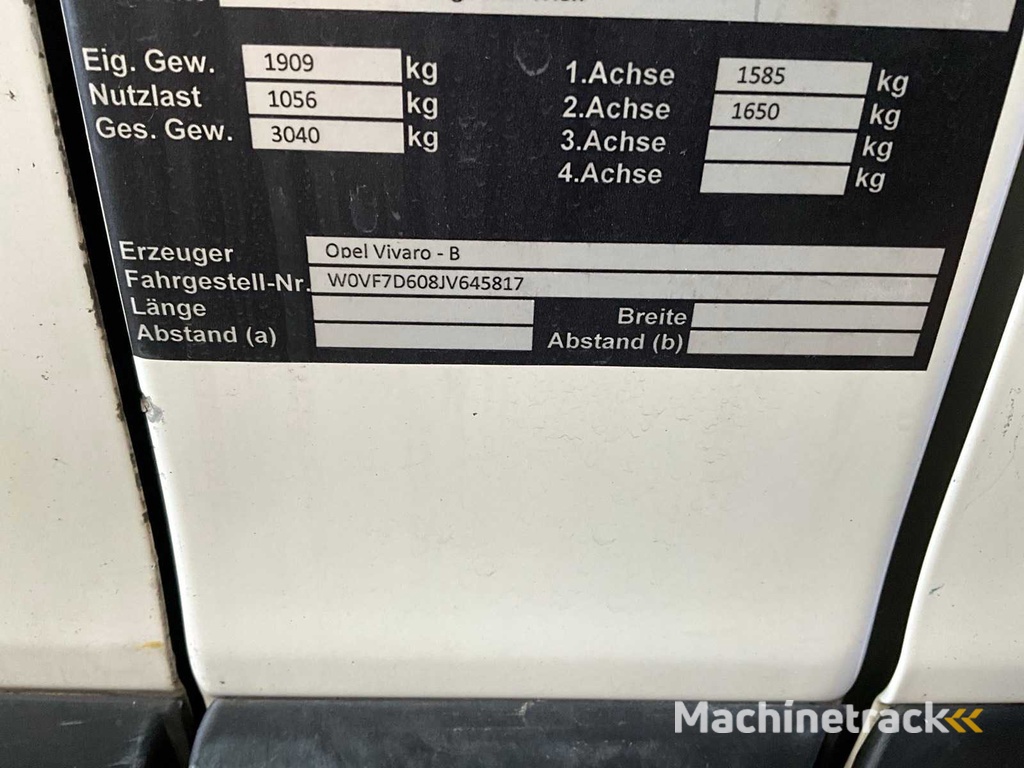 Eig. Gew. 1909 kg 1.Achse 1585 kg
Nutzlast 1056 kg 2.Achse 1650 kg
Ges. Gew. 3040 kg 3.Achse kg
4.Achse kg
Erzeuger Opel Vivaro - B
Fahrgestell-Nr. W0VF7D608JV645817
Länge Breite
Abstand (a) Abstand (b)
Machinetrack